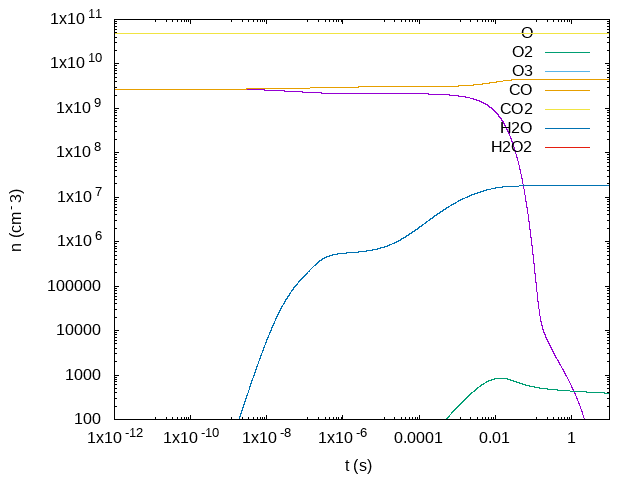 1x10^11
1x10^10
1x10^9
1x10^8
1x10^7
1x10^6
100000
10000
1000
100
n (cm^-3)
O
O2
O3
CO
CO2
H2O
H2O2
1x10^-12 1x10^-10 1x10^-8 1x10^-6 0.0001 0.01 1
t (s)